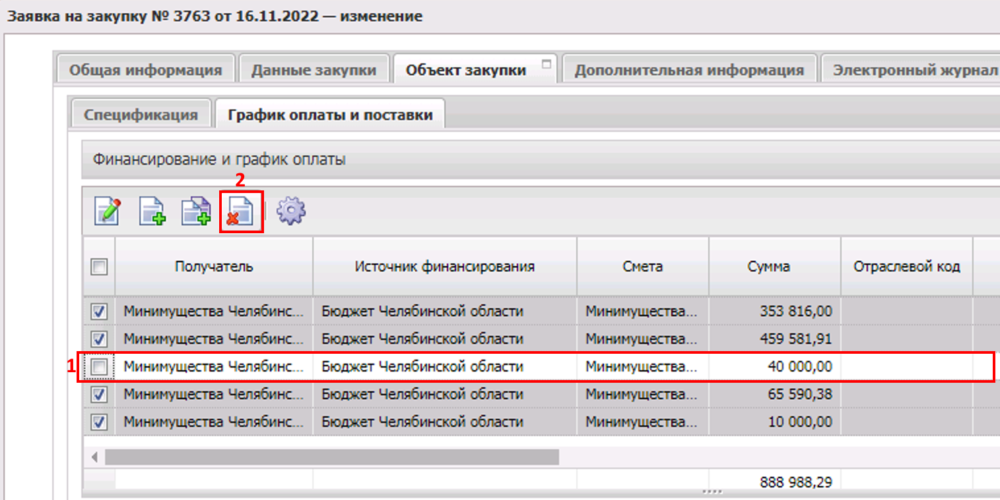 Заявка на закупку № 3763 от 16.11.2022 — изменение
Общая информация Данные закупки Объект закупки Дополнительная информация Электронный журнал
Спецификация График оплаты и поставки
Финансирование и график оплаты
2
Получатель Источник финансирования Смета Сумма Отраслевой код
Минимущества Челябинс... Бюджет Челябинской области Минимущества... 353 816,00
Минимущества Челябинс... Бюджет Челябинской области Минимущества... 459 581,91
1 Минимущества Челябинс... Бюджет Челябинской области Минимущества... 40 000,00
Минимущества Челябинс... Бюджет Челябинской области Минимущества... 65 590,38
Минимущества Челябинс... Бюджет Челябинской области Минимущества... 10 000,00
888 988,29